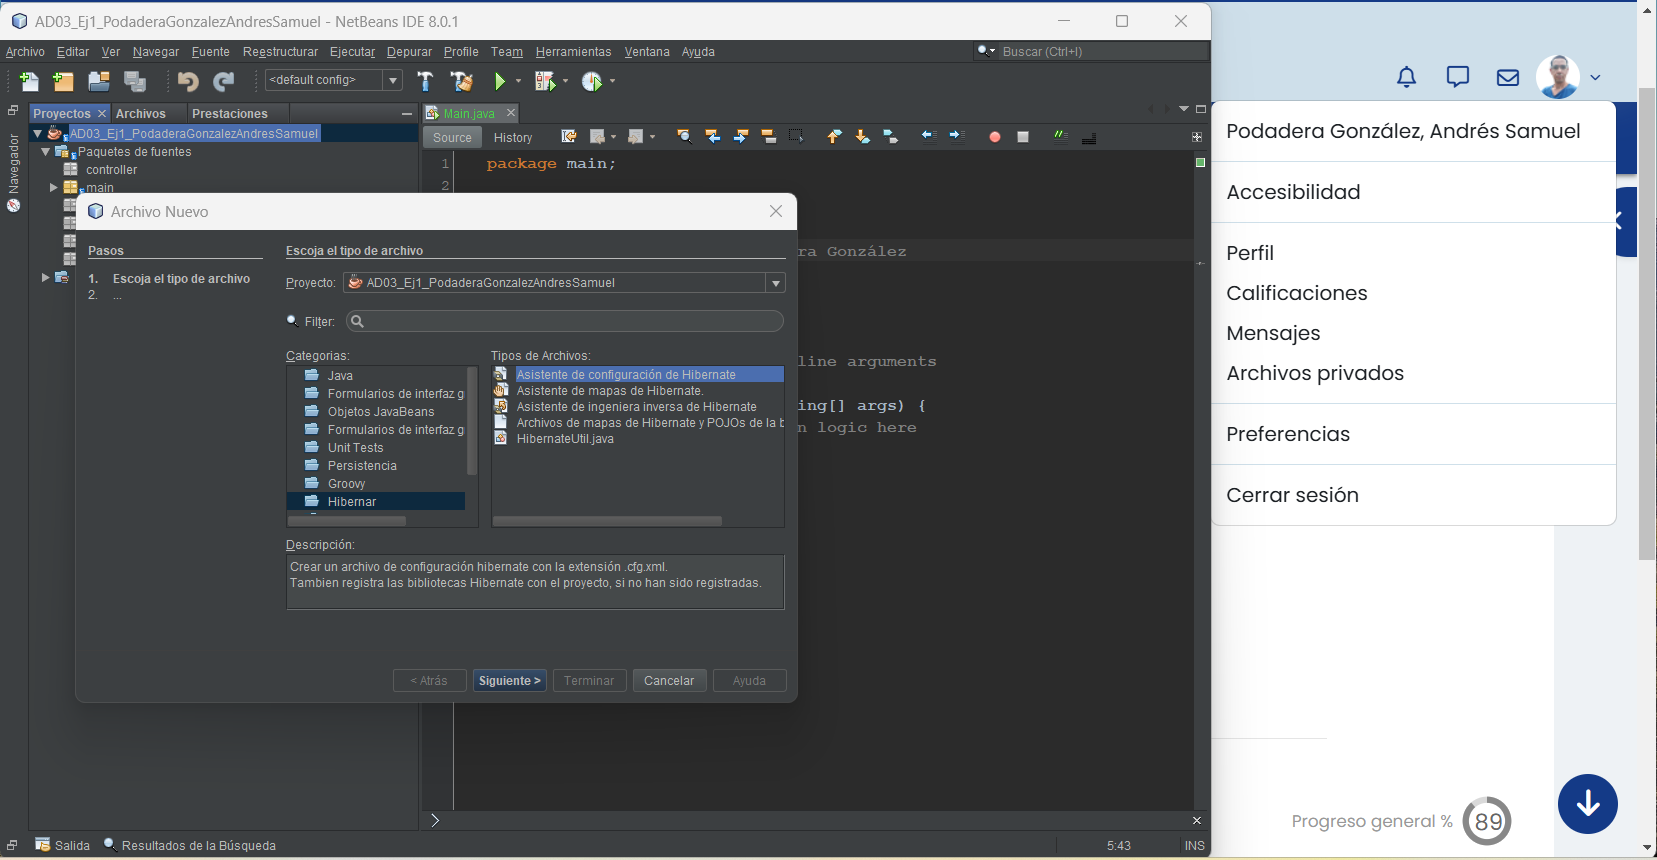 AD03_Ej1_PodaderaGonzalezAndresSamuel - NetBeans IDE 8.0.1
Archivo Editar Ver Navegar Fuente Reestructurar Ejecutar Depurar Profile Team Herramientas Ventana Ayuda
Buscar (Ctrl+I)
<default config>
Proyectos Archivos Prestaciones
Main.java
Navegador
AD03_Ej1_PodaderaGonzalezAndresSamuel
Paquetes de fuentes
controller
main
Source History
1 package main;
2
ra González
line arguments
ing[] args) {
n logic here
Archivo Nuevo
Pasos
1. Escoja el tipo de archivo
2. ...
Escoja el tipo de archivo
Proyecto: AD03_Ej1_PodaderaGonzalezAndresSamuel
Filter:
Categorias:
Java
Formularios de interfaz g
Objetos JavaBeans
Formularios de interfaz g
Unit Tests
Persistencia
Groovy
Hibernar
Tipos de Archivos:
Asistente de configuración de Hibernate
Asistente de mapas de Hibernate.
Asistente de ingeniera inversa de Hibernate
Archivos de mapas de Hibernate y POJOs de la b
HibernateUtil.java
Descripción:
Crear un archivo de configuración hibernate con la extensión .cfg.xml.
Tambien registra las bibliotecas Hibernate con el proyecto, si no han sido registradas.
< Atrás Siguiente > Terminar Cancelar Ayuda
Salida Resultados de la Búsqueda
5:43 INS
Podadera González, Andrés Samuel
Accesibilidad
Perfil
Calificaciones
Mensajes
Archivos privados
Preferencias
Cerrar sesión
Progreso general % 89